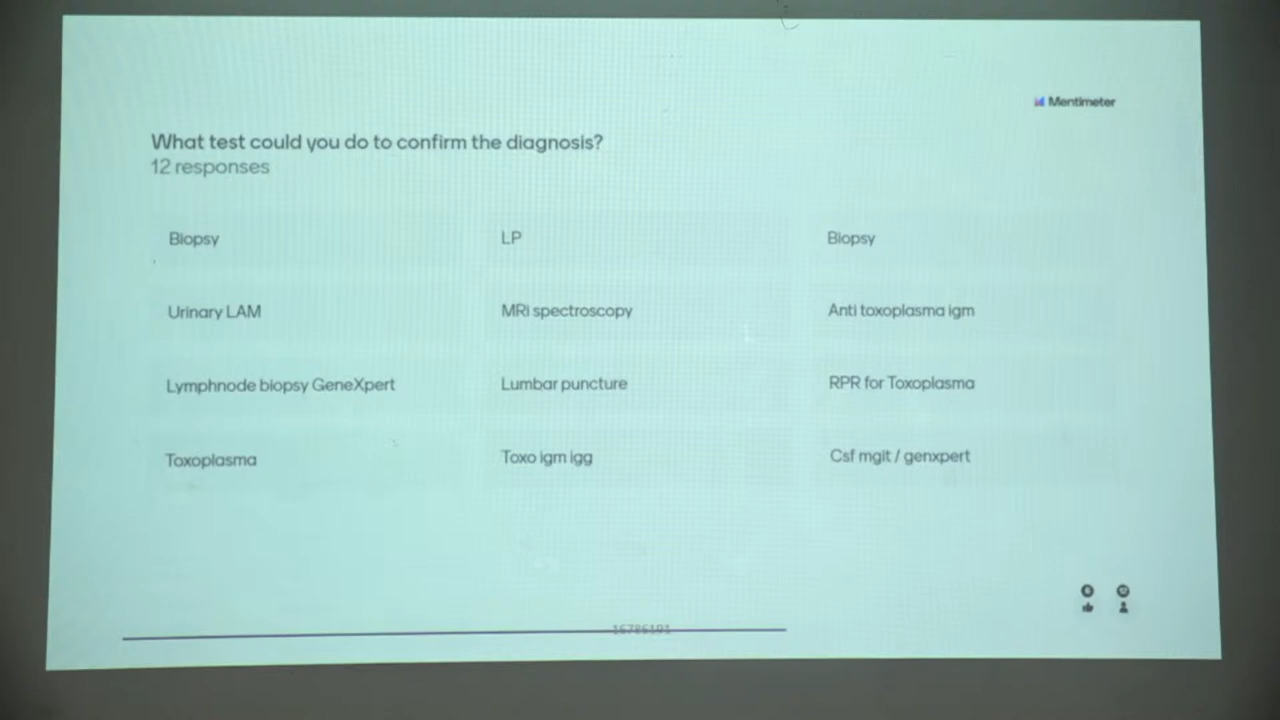 Mentimeter
What test could you do to confirm the diagnosis?
12 responses
Biopsy
LP
Biopsy
Urinary LAM
MRi spectroscopy
Anti toxoplasma igm
Lymphnode biopsy GeneXpert
Lumbar puncture
RPR for Toxoplasma
Toxoplasma
Toxo igm igg
Csf mgit / genxpert
16786191